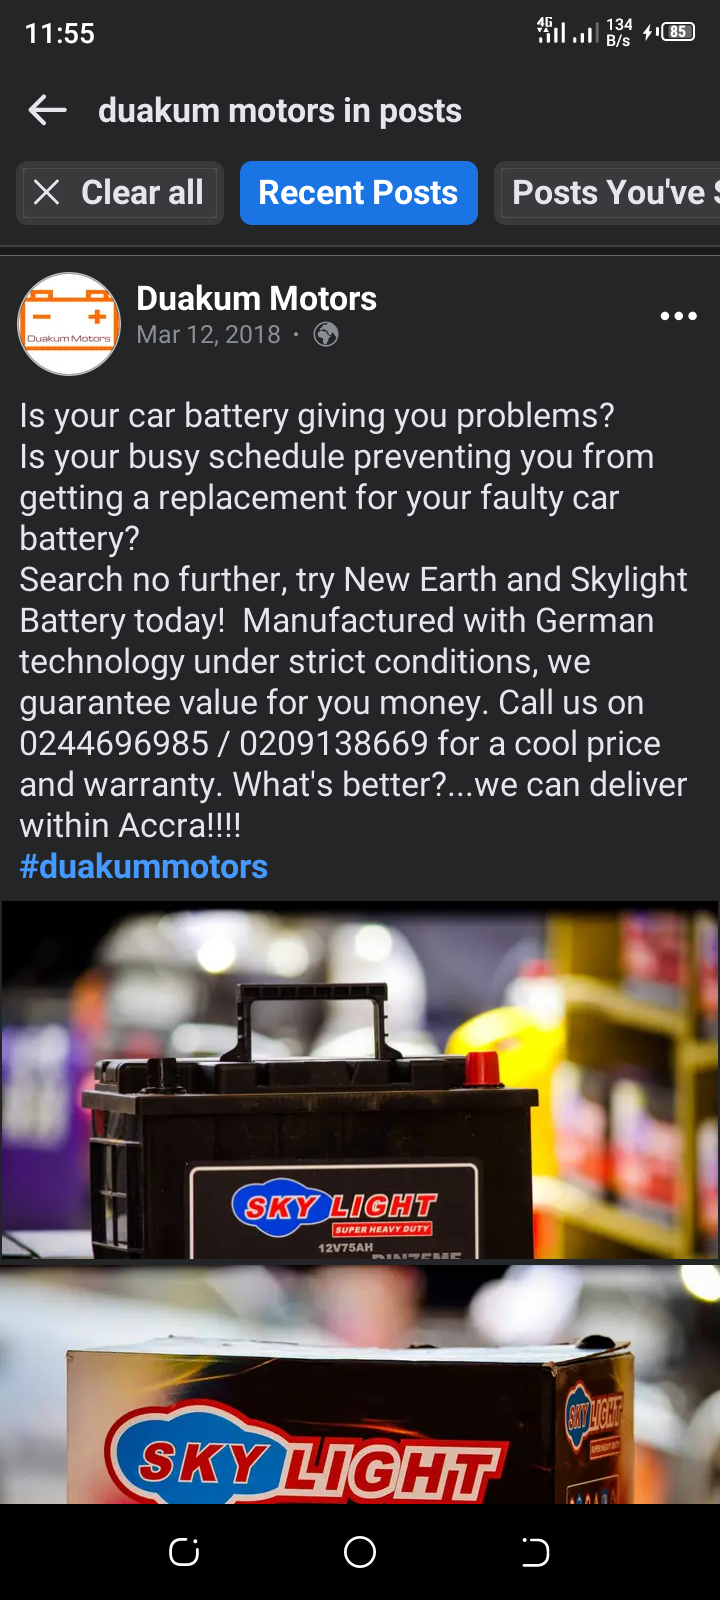 11:55
4G
134
B/s
85
duakum motors in posts
Clear all
Recent Posts
Posts You've S
Duakum Motors
Duakum Motors
Mar 12, 2018 ·
Is your car battery giving you problems?
Is your busy schedule preventing you from
getting a replacement for your faulty car
battery?
Search no further, try New Earth and Skylight
Battery today!  Manufactured with German
technology under strict conditions, we
guarantee value for you money. Call us on
0244696985 / 0209138669 for a cool price
and warranty. What's better?...we can deliver
within Accra!!!!
#duakummotors
SKY LIGHT
SUPER HEAVY DUTY
12V75AH
SKY LIGHT
SKY LIGHT
SUPER HEAVY DUTY